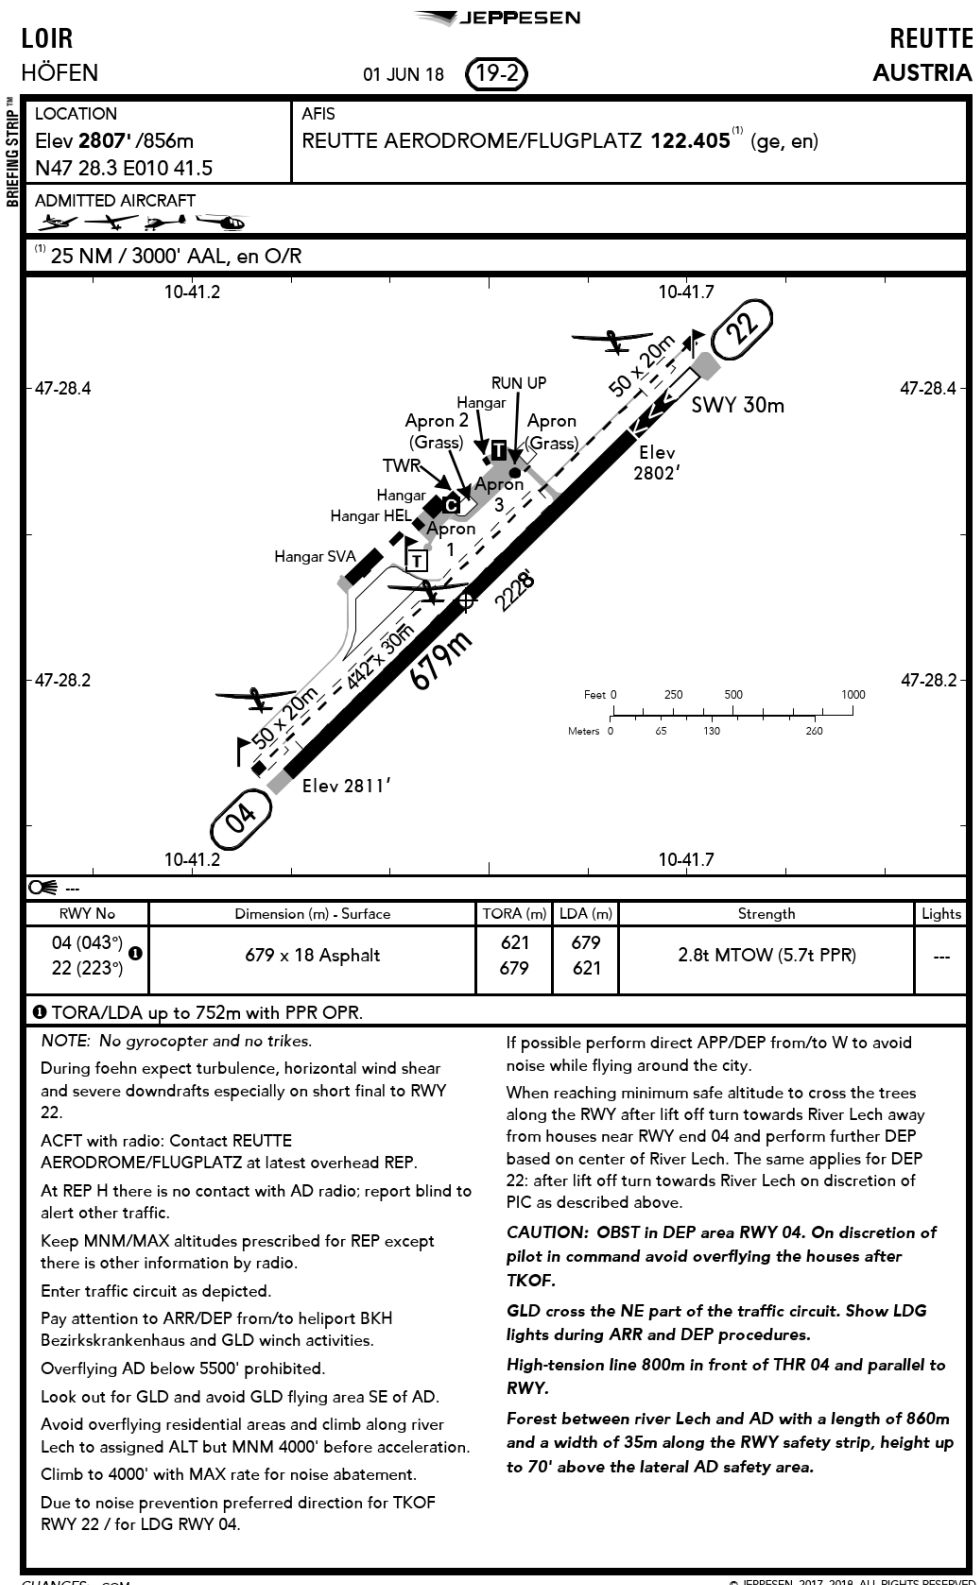 JEPPESEN
LOIR
REUTTE
HÖFEN
01 JUN 18
19-2
AUSTRIA
BRIEFING STRIP™
LOCATION
Elev 2807' /856m
N47 28.3 E010 41.5
AFIS
REUTTE AERODROME/FLUGPLATZ 122.405(1) (ge, en)
ADMITTED AIRCRAFT
(1) 25 NM / 3000' AAL, en O/R
10-41.2
10-41.7
22
50 x 20m
47-28.4
47-28.4
RUN UP
Hangar
SWY 30m
Apron 2
(Grass)
Apron
(Grass)
T
Elev
2802'
TWR
Apron
3
Hangar
C
Hangar HEL
Apron
1
T
Hangar SVA
2228'
679m
442 x 30m
47-28.2
47-28.2
Feet 0 250 500 1000
Meters 0 65 130 260
50 x 20m
Elev 2811'
04
10-41.2
10-41.7
---
RWY No
Dimension (m) - Surface
TORA (m)
LDA (m)
Strength
Lights
04 (043°)
22 (223°)
❶
679 x 18 Asphalt
621
679
679
621
2.8t MTOW (5.7t PPR)
---
❶ TORA/LDA up to 752m with PPR OPR.
NOTE: No gyrocopter and no trikes.
During foehn expect turbulence, horizontal wind shear
and severe downdrafts especially on short final to RWY
22.
ACFT with radio: Contact REUTTE
AERODROME/FLUGPLATZ at latest overhead REP.
At REP H there is no contact with AD radio; report blind to
alert other traffic.
Keep MNM/MAX altitudes prescribed for REP except
there is other information by radio.
Enter traffic circuit as depicted.
Pay attention to ARR/DEP from/to heliport BKH
Bezirkskrankenhaus and GLD winch activities.
Overflying AD below 5500' prohibited.
Look out for GLD and avoid GLD flying area SE of AD.
Avoid overflying residential areas and climb along river
Lech to assigned ALT but MNM 4000' before acceleration.
Climb to 4000' with MAX rate for noise abatement.
Due to noise prevention preferred direction for TKOF
RWY 22 / for LDG RWY 04.
If possible perform direct APP/DEP from/to W to avoid
noise while flying around the city.
When reaching minimum safe altitude to cross the trees
along the RWY after lift off turn towards River Lech away
from houses near RWY end 04 and perform further DEP
based on center of River Lech. The same applies for DEP
22: after lift off turn towards River Lech on discretion of
PIC as described above.
CAUTION: OBST in DEP area RWY 04. On discretion of
pilot in command avoid overflying the houses after
TKOF.
GLD cross the NE part of the traffic circuit. Show LDG
lights during ARR and DEP procedures.
High-tension line 800m in front of THR 04 and parallel to
RWY.
Forest between river Lech and AD with a length of 860m
and a width of 35m along the RWY safety strip, height up
to 70' above the lateral AD safety area.
CHANGES: COM
© JEPPESEN, 2017, 2018. ALL RIGHTS RESERVED